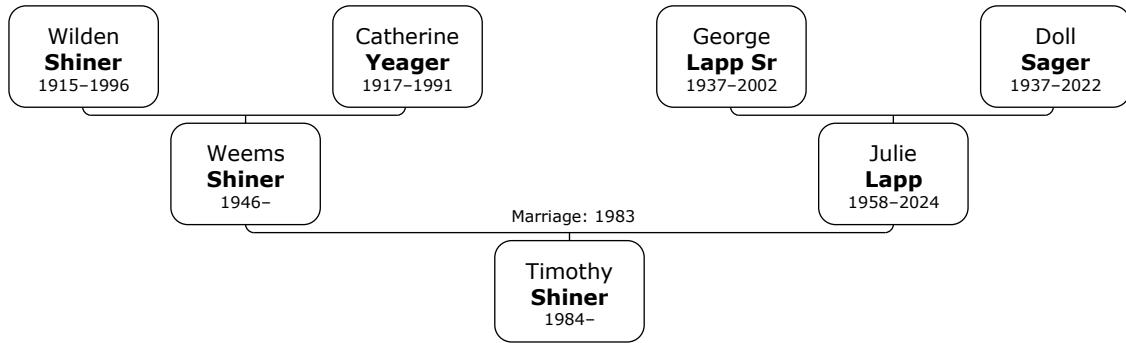 Wilden
Shiner
1915–1996
Catherine
Yeager
1917–1991
George
Lapp Sr
1937–2002
Doll
Sager
1937–2022
Weems
Shiner
1946–
Julie
Lapp
1958–2024
Marriage: 1983
Timothy
Shiner
1984–